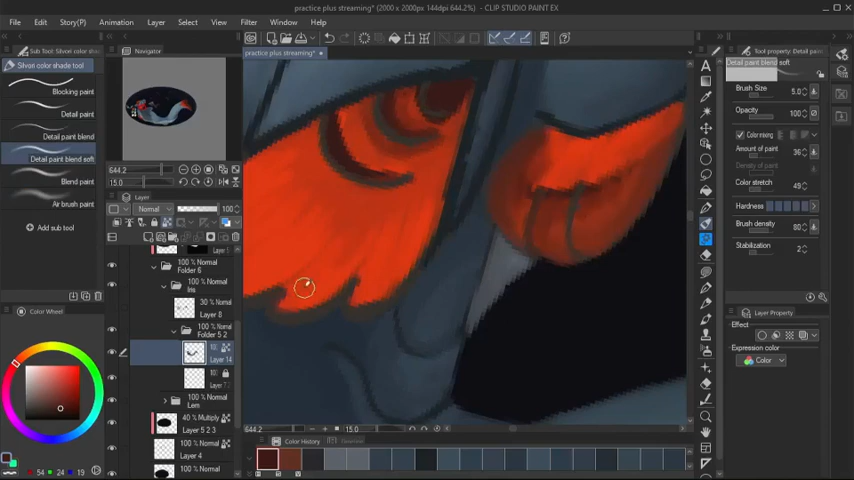 practice plus streaming* (2000 x 2000px 144dpi 644.2%) - CLIP STUDIO PAINT EX
File Edit Story(P) Animation Layer Select View Filter Window Help
Sub Tool: Silvori color shade
Silvori color shade tool
Blocking paint
Detail paint
Detail paint blend
Detail paint blend soft
Blend paint
Air brush paint
Add sub tool
Navigator
644.2
15.0
Layer
Normal 100
100 % Normal
Folder 6
100 % Normal
Iris
30 % Normal
Layer 8
100 % Normal
Folder 5 2
Layer 14
100 % Normal
Lem
40 % Multiply
Layer 5 2 3
100 % Normal
Layer 4
100 % Normal
Color Wheel
54 24 19
practice plus streaming*
644.2 15.0
Color History
Tool property: Detail paint
Detail paint blend soft
Brush Size 5.0
Opacity 100
Color mixing
Amount of paint 36
Density of paint
Color stretch 49
Hardness
Brush density 80
Stabilization 2
Layer Property
Effect
Expression color
Color